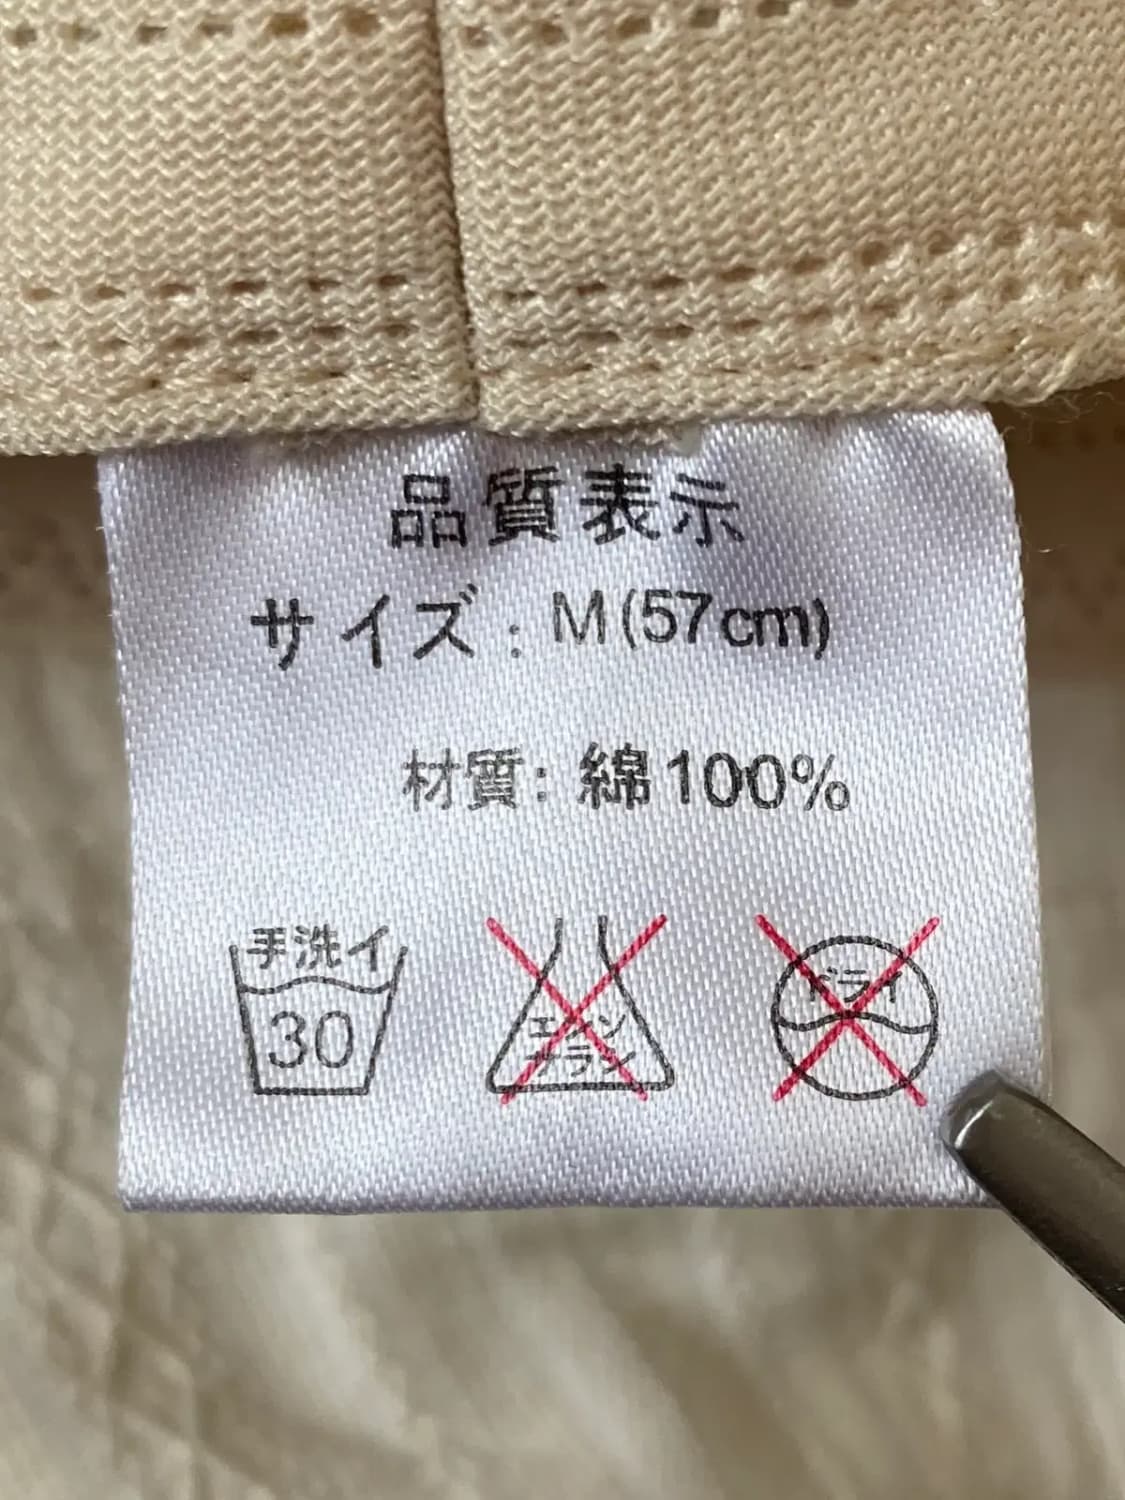 品質表示
サイズ: M(57cm)
材質: 綿100%
手洗イ
30
エンソ
サラシ
ドライ